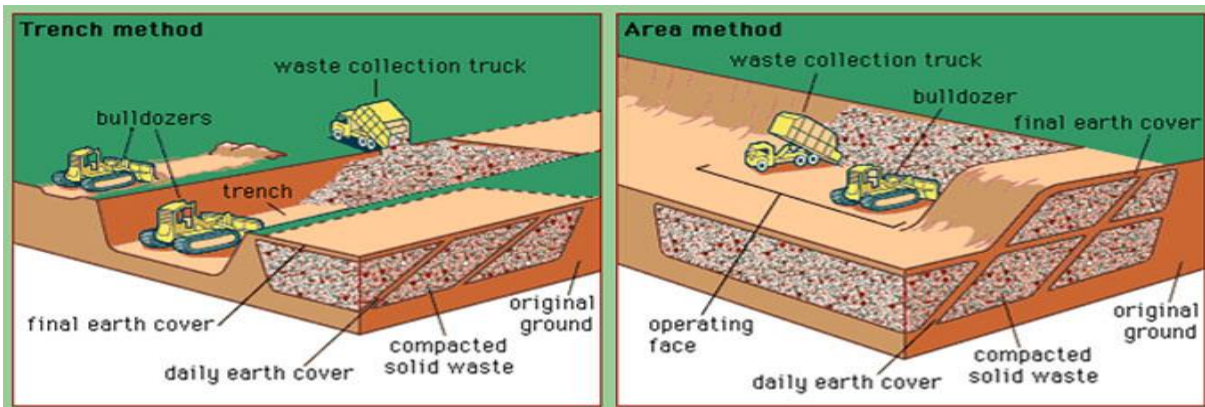 Trench method
waste collection truck
bulldozers
trench
final earth cover
daily earth cover
compacted
solid waste
original
ground
Area method
waste collection truck
bulldozer
final earth cover
operating
face
daily earth cover
compacted
solid waste
original
ground